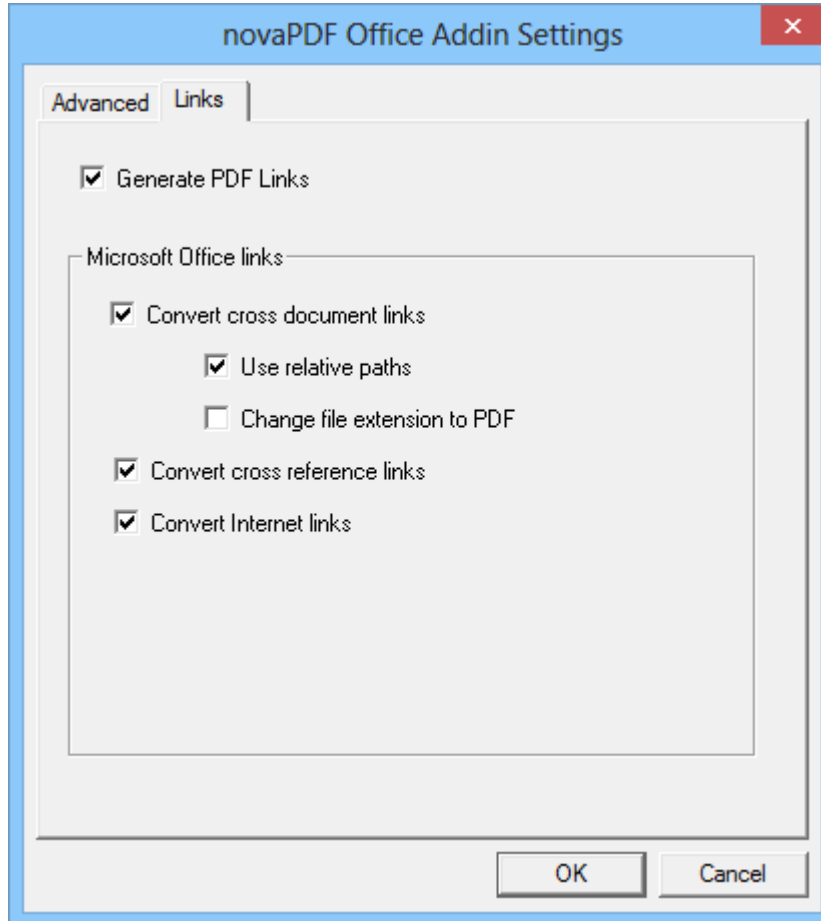 novaPDF Office Addin Settings
Advanced Links
Generate PDF Links
Microsoft Office links
Convert cross document links
Use relative paths
Change file extension to PDF
Convert cross reference links
Convert Internet links
OK Cancel